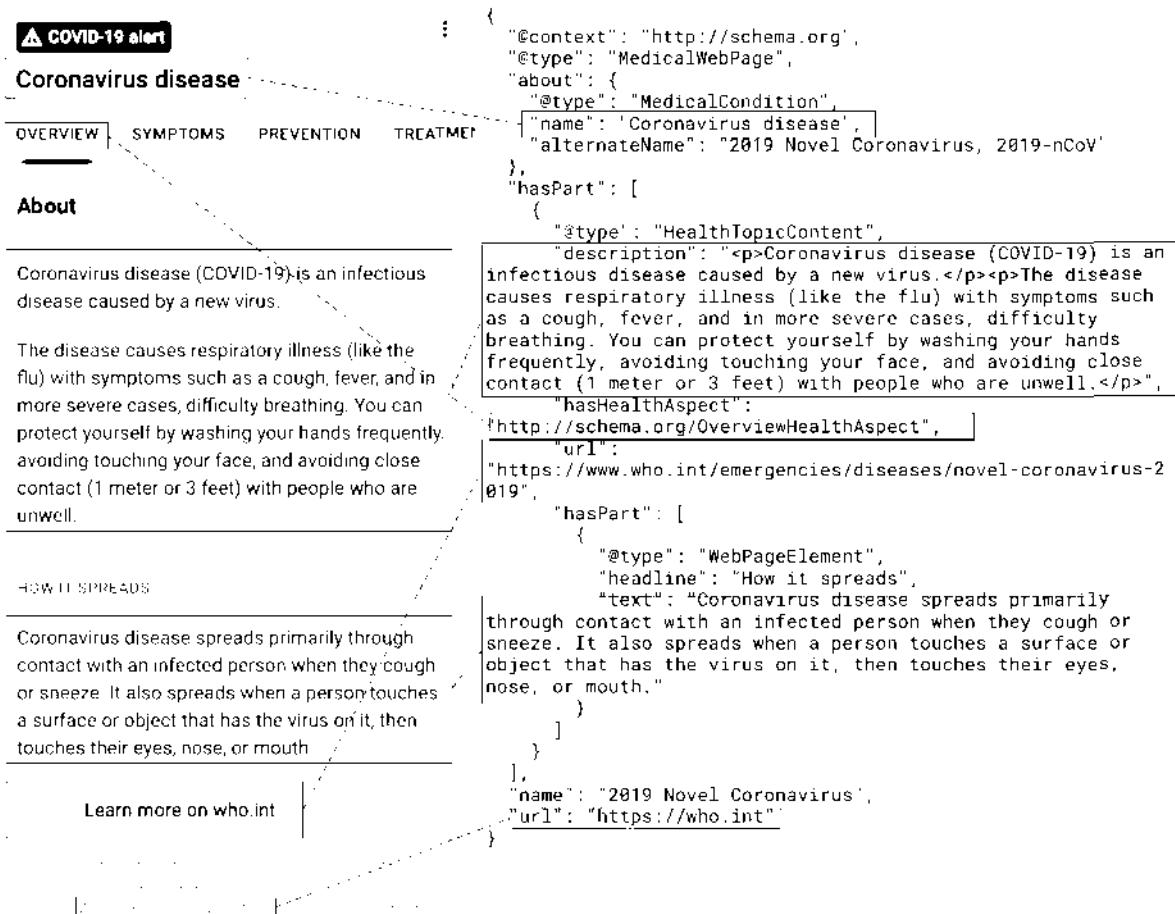 COVID-19 alert
Coronavirus disease
OVERVIEW SYMPTOMS PREVENTION TREATMEN
About
Coronavirus disease (COVID-19) is an infectious
disease caused by a new virus.
The disease causes respiratory illness (like the
flu) with symptoms such as a cough, fever, and in
more severe cases, difficulty breathing. You can
protect yourself by washing your hands frequently,
avoiding touching your face, and avoiding close
contact (1 meter or 3 feet) with people who are
unwell.
HOW IT SPREADS
Coronavirus disease spreads primarily through
contact with an infected person when they cough
or sneeze. It also spreads when a person touches
a surface or object that has the virus on it, then
touches their eyes, nose, or mouth
Learn more on who.int
{
"@context": "http://schema.org",
"@type": "MedicalWebPage",
"about": {
"@type": "MedicalCondition",
"name": "Coronavirus disease",
"alternateName": "2019 Novel Coronavirus, 2019-nCoV"
},
"hasPart": [
{
"@type": "HealthTopicContent",
"description": "<p>Coronavirus disease (COVID-19) is an
infectious disease caused by a new virus.</p><p>The disease
causes respiratory illness (like the flu) with symptoms such
as a cough, fever, and in more severe cases, difficulty
breathing. You can protect yourself by washing your hands
frequently, avoiding touching your face, and avoiding close
contact (1 meter or 3 feet) with people who are unwell.</p>",
"hasHealthAspect":
"http://schema.org/OverviewHealthAspect",
"url":
"https://www.who.int/emergencies/diseases/novel-coronavirus-2
019",
"hasPart": [
{
"@type": "WebPageElement",
"headline": "How it spreads",
"text": "Coronavirus disease spreads primarily
through contact with an infected person when they cough or
sneeze. It also spreads when a person touches a surface or
object that has the virus on it, then touches their eyes,
nose, or mouth."
}
]
}
],
"name": "2019 Novel Coronavirus",
"url": "https://who.int"
}